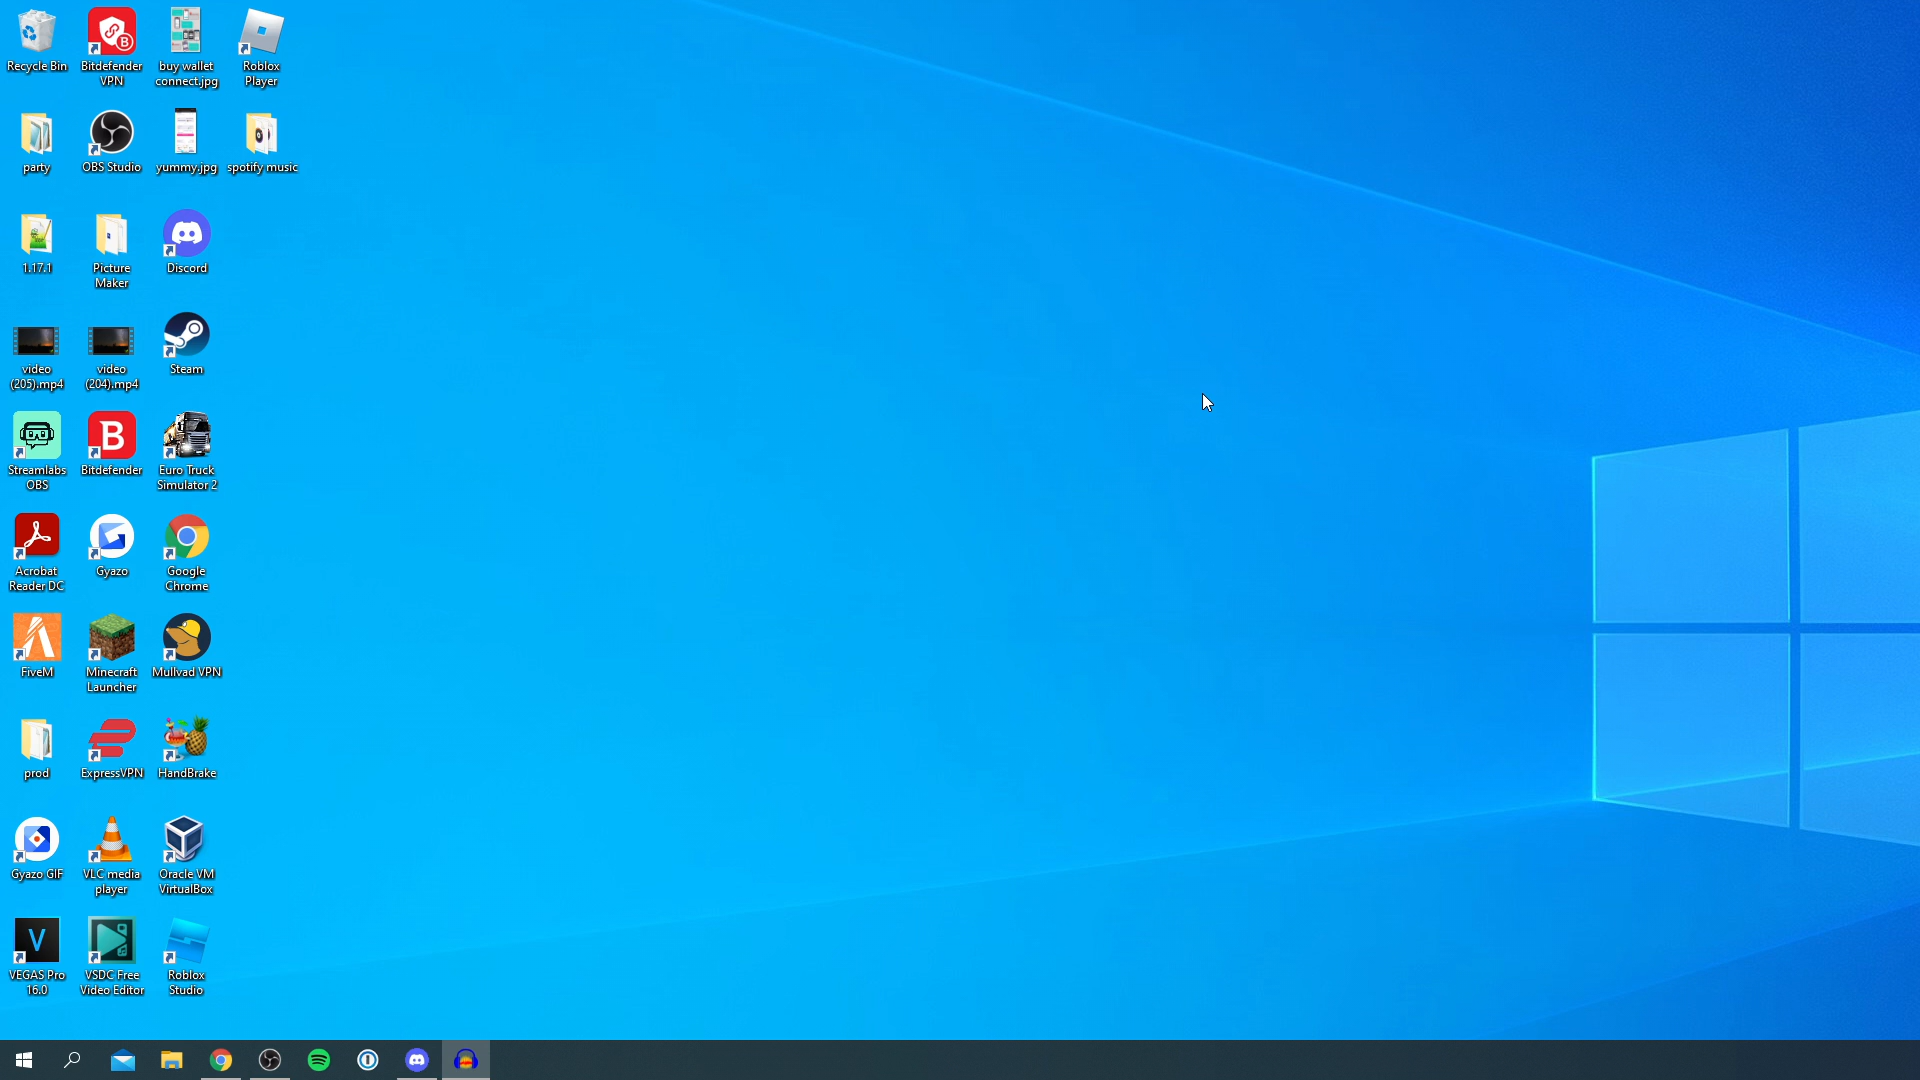 Recycle Bin
Bitdefender
VPN
buy wallet
connect.jpg
Roblox
Player
party
OBS Studio
yummy.jpg
spotify music
1.17.1
Picture
Maker
Discord
video
(205).mp4
video
(204).mp4
Steam
Streamlabs
OBS
Bitdefender
Euro Truck
Simulator 2
Acrobat
Reader DC
Gyazo
Google
Chrome
FiveM
Minecraft
Launcher
Mullvad VPN
prod
ExpressVPN
HandBrake
Gyazo GIF
VLC media
player
Oracle VM
VirtualBox
VEGAS Pro
16.0
VSDC Free
Video Editor
Roblox
Studio